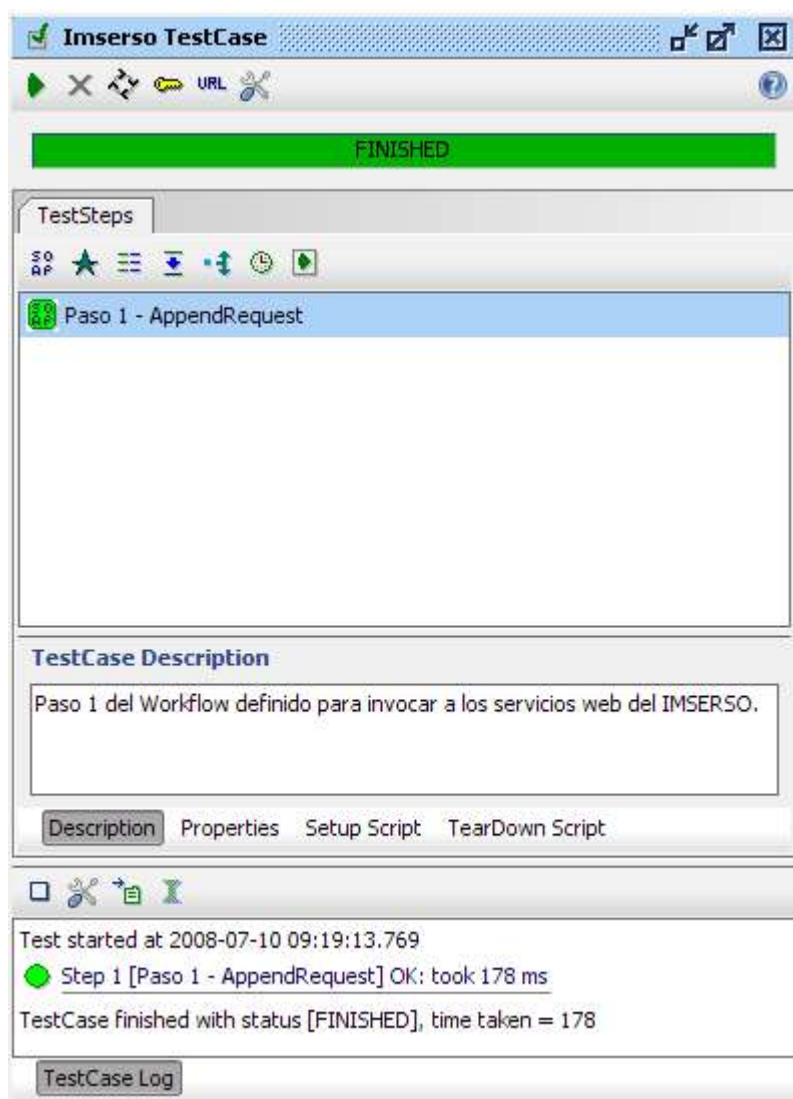 Imserso TestCase
URL
FINISHED
TestSteps
SO
AP
SO
AP
Paso 1 - AppendRequest
TestCase Description
Paso 1 del Workflow definido para invocar a los servicios web del IMSERSO.
Description Properties Setup Script TearDown Script
Test started at 2008-07-10 09:19:13.769
Step 1 [Paso 1 - AppendRequest] OK: took 178 ms
TestCase finished with status [FINISHED], time taken = 178
TestCase Log